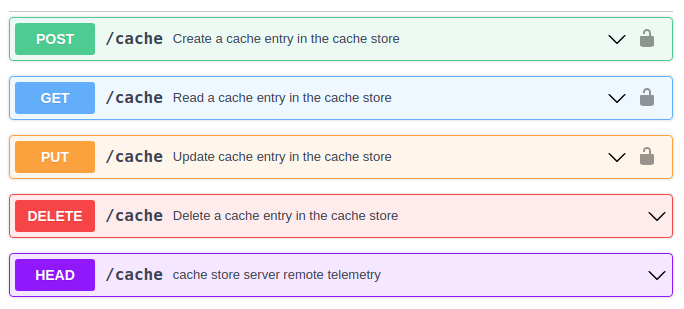 POST /cache Create a cache entry in the cache store
GET /cache Read a cache entry in the cache store
PUT /cache Update cache entry in the cache store
DELETE /cache Delete a cache entry in the cache store
HEAD /cache cache store server remote telemetry